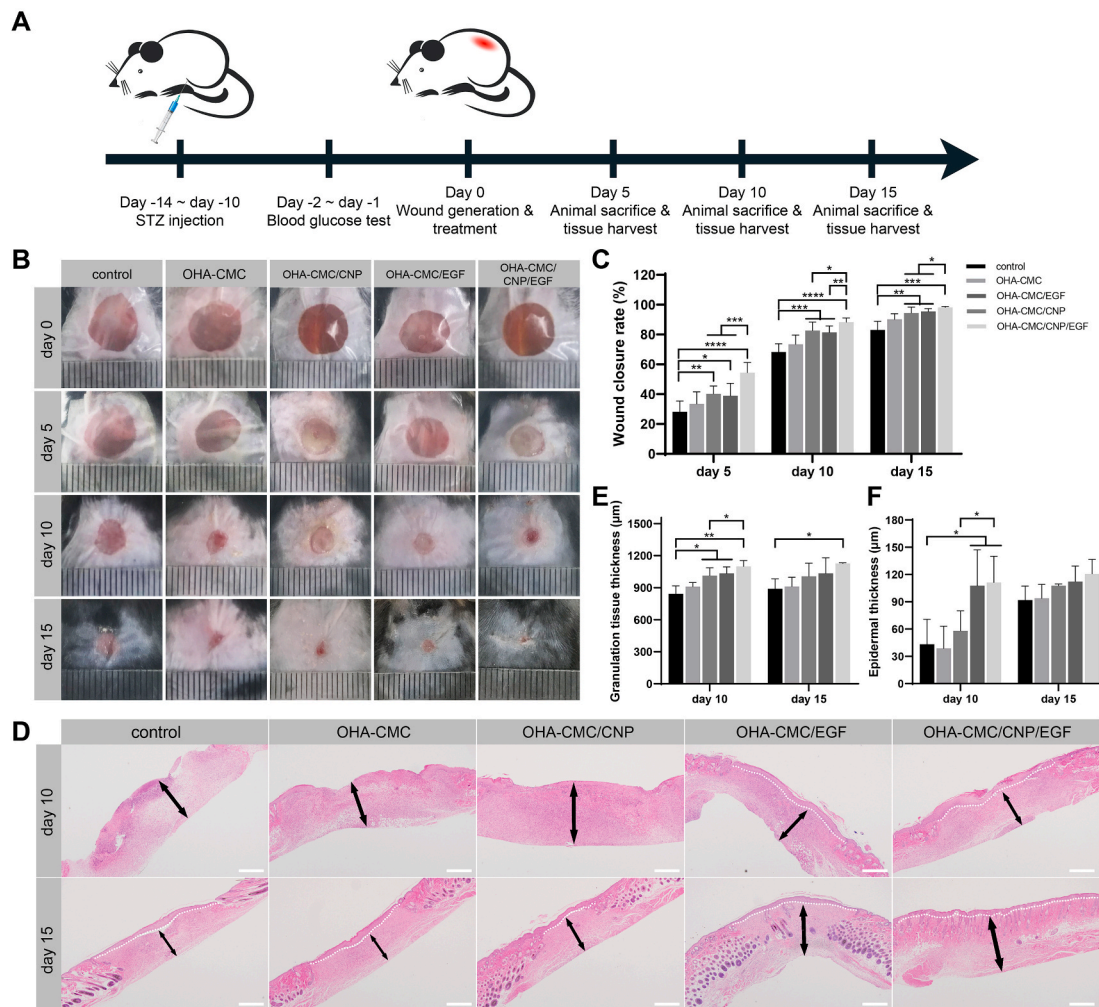 A
Day -14 ~ day -10
STZ injection
Day -2 ~ day -1
Blood glucose test
Day 0
Wound generation &
treatment
Day 5
Animal sacrifice &
tissue harvest
Day 10
Animal sacrifice &
tissue harvest
Day 15
Animal sacrifice &
tissue harvest
B
control
OHA-CMC
OHA-CMC/CNP
OHA-CMC/EGF
OHA-CMC/
CNP/EGF
day 0
day 5
day 10
day 15
C
Wound closure rate (%)
120
100
80
60
40
20
0
**
*
****
***
***
****
**
*
**
***
*
day 5
day 10
day 15
control
OHA-CMC
OHA-CMC/EGF
OHA-CMC/CNP
OHA-CMC/CNP/EGF
E
Granulation tissue thickness (μm)
1500
1200
900
600
300
0
*
**
*
*
day 10
day 15
F
Epidermal thickness (μm)
180
150
120
90
60
30
0
*
*
day 10
day 15
D
control
OHA-CMC
OHA-CMC/CNP
OHA-CMC/EGF
OHA-CMC/CNP/EGF
day 10
day 15